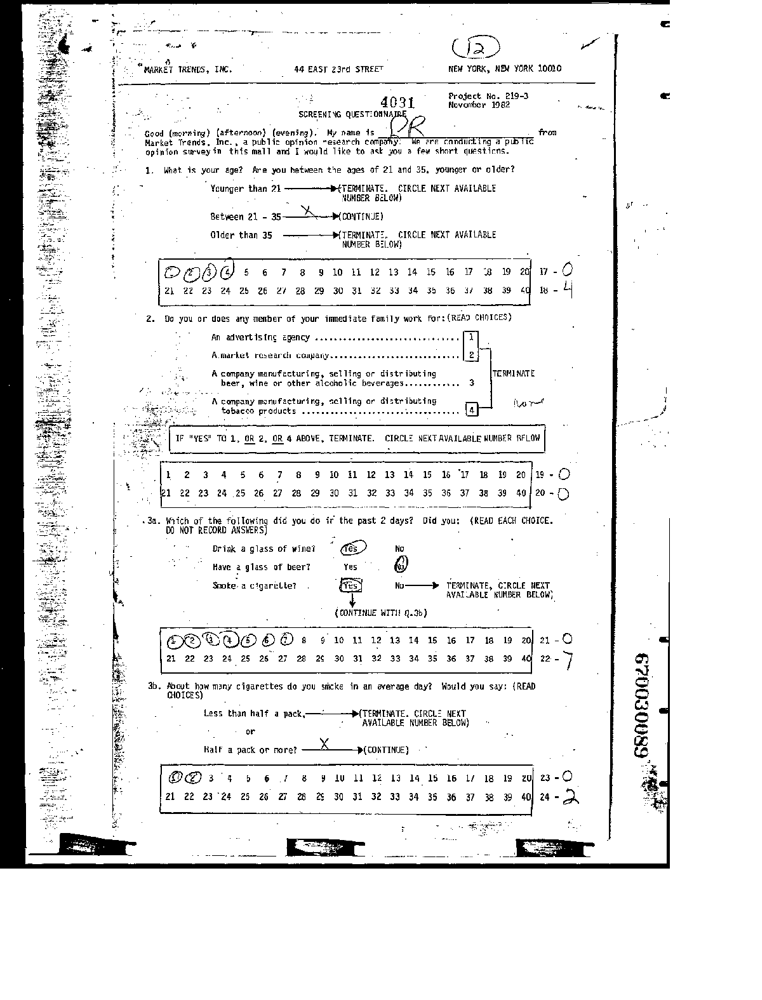 12
MARKET TRENDS, INC. 44 EAST 23rd STREET NEW YORK, NEW YORK 10010
Project No. 219-3
4031 November 1982
SCREENING QUESTIONNAIRE
Good (morning) (afternoon) (evening). My name is DR from
Market Trends, Inc., a public opinion research company. We are conducting a public
opinion survey in this mall and I would like to ask you a few short questions.
1. What is your age? Are you between the ages of 21 and 35, younger or older?
Younger than 21 (TERMINATE. CIRCLE NEXT AVAILABLE
NUMBER BELOW)
Between 21 - 35 X (CONTINUE)
Older than 35 (TERMINATE. CIRCLE NEXT AVAILABLE
NUMBER BELOW)
1 2 3 4 5 6 7 8 9 10 11 12 13 14 15 16 17 18 19 20 17 - 0
21 22 23 24 25 26 27 28 29 30 31 32 33 34 35 36 37 38 39 40 18 - 4
2. Do you or does any member of your immediate family work for: (READ CHOICES)
An advertising agency .............................. 1
A market research company........................... 2
A company manufacturing, selling or distributing TERMINATE
beer, wine or other alcoholic beverages............ 3
A company manufacturing, selling or distributing None
tobacco products .................................. 4
IF "YES" TO 1, OR 2, OR 4 ABOVE, TERMINATE. CIRCLE NEXT AVAILABLE NUMBER BELOW
1 2 3 4 5 6 7 8 9 10 11 12 13 14 15 16 17 18 19 20 19 - 0
21 22 23 24 25 26 27 28 29 30 31 32 33 34 35 36 37 38 39 40 20 - 0
3a. Which of the following did you do in the past 2 days? Did you: (READ EACH CHOICE.
DO NOT RECORD ANSWERS)
Drink a glass of wine? Yes No
Have a glass of beer? Yes No
Smoke a cigarette? Yes No TERMINATE, CIRCLE NEXT
AVAILABLE NUMBER BELOW)
(CONTINUE WITH Q.3b)
1 2 3 4 5 6 7 8 9 10 11 12 13 14 15 16 17 18 19 20 21 - 0
21 22 23 24 25 26 27 28 29 30 31 32 33 34 35 36 37 38 39 40 22 - 7
3b. About how many cigarettes do you smoke in an average day? Would you say: (READ
CHOICES)
Less than half a pack, (TERMINATE. CIRCLE NEXT
AVAILABLE NUMBER BELOW)
or
Half a pack or more? X (CONTINUE)
1 2 3 4 5 6 7 8 9 10 11 12 13 14 15 16 17 18 19 20 23 - 0
21 22 23 24 25 26 27 28 29 30 31 32 33 34 35 36 37 38 39 40 24 - 2